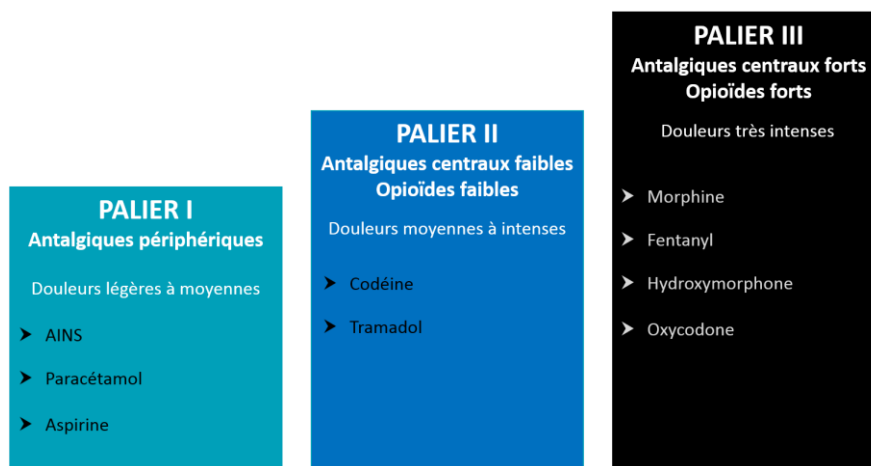 PALIER I
Antalgiques périphériques
Douleurs légères à moyennes
AINS
Paracétamol
Aspirine
PALIER II
Antalgiques centraux faibles
Opioïdes faibles
Douleurs moyennes à intenses
Codéine
Tramadol
PALIER III
Antalgiques centraux forts
Opioïdes forts
Douleurs très intenses
Morphine
Fentanyl
Hydroxymorphone
Oxycodone